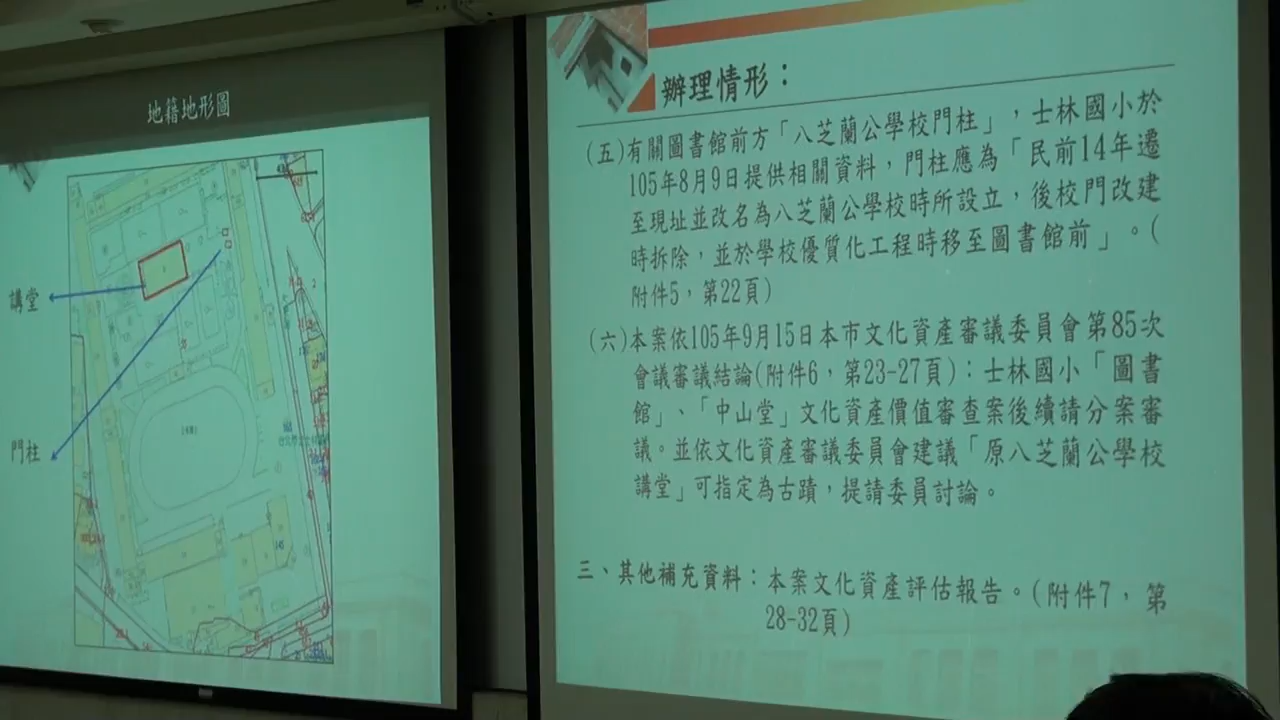 地籍地形圖
講堂
門柱
辦理情形：
(五)有關圖書館前方「八芝蘭公學校門柱」，士林國小於
105年8月9日提供相關資料，門柱應為「民前14年遷
至現址並改名為八芝蘭公學校時所設立，後校門改建
時拆除，並於學校優質化工程時移至圖書館前」。(
附件5，第22頁)
(六)本案依105年9月15日本市文化資產審議委員會第85次
會議審議結論(附件6，第23-27頁)：士林國小「圖書
館」、「中山堂」文化資產價值審查案後續請分案審
議。並依文化資產審議委員會建議「原八芝蘭公學校
講堂」可指定為古蹟，提請委員討論。
三、其他補充資料：本案文化資產評估報告。(附件7，第
28-32頁)